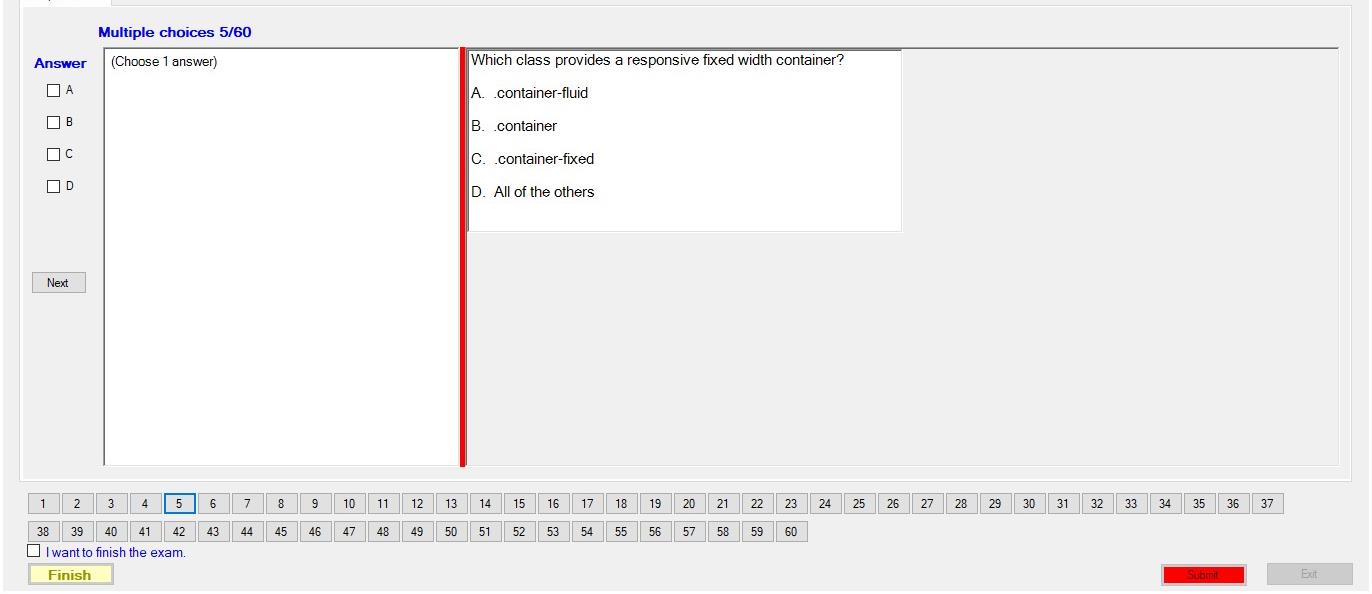 Multiple choices 5/60
Answer
(Choose 1 answer)
A
B
C
D
Next
Which class provides a responsive fixed width container?
A. .container-fluid
B. .container
C. .container-fixed
D. All of the others
1 2 3 4 5 6 7 8 9 10 11 12 13 14 15 16 17 18 19 20 21 22 23 24 25 26 27 28 29 30 31 32 33 34 35 36 37
38 39 40 41 42 43 44 45 46 47 48 49 50 51 52 53 54 55 56 57 58 59 60
I want to finish the exam.
Finish
Submit
Exit